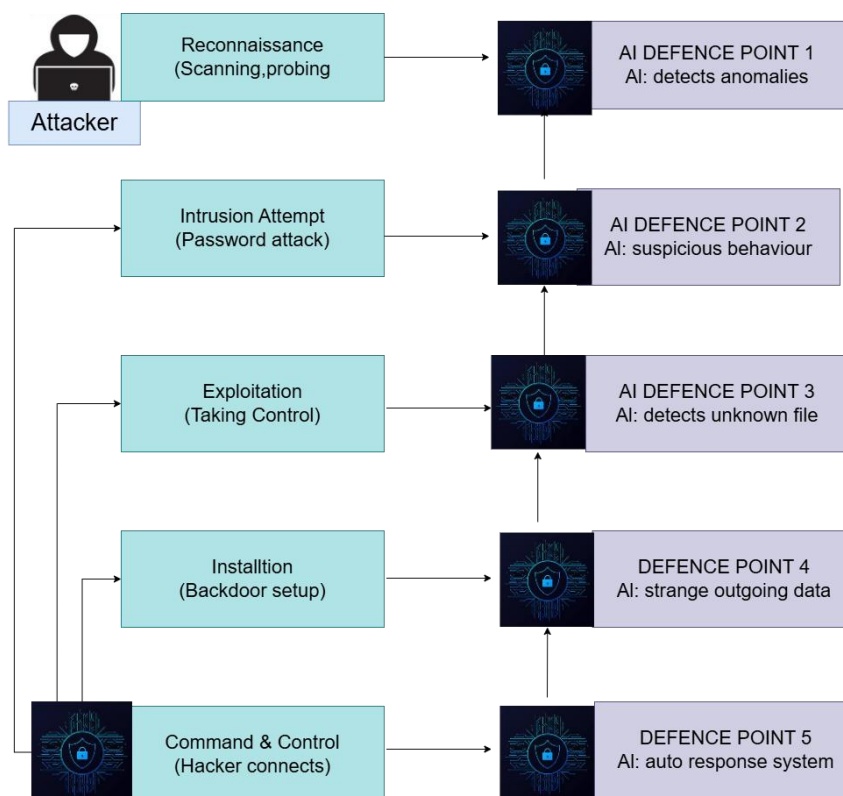 Reconnaissance
(Scanning,probing
AI DEFENCE POINT 1
AI: detects anomalies
Attacker
Intrusion Attempt
(Password attack)
AI DEFENCE POINT 2
AI: suspicious behaviour
Exploitation
(Taking Control)
AI DEFENCE POINT 3
AI: detects unknown file
Installtion
(Backdoor setup)
DEFENCE POINT 4
AI: strange outgoing data
Command & Control
(Hacker connects)
DEFENCE POINT 5
AI: auto response system